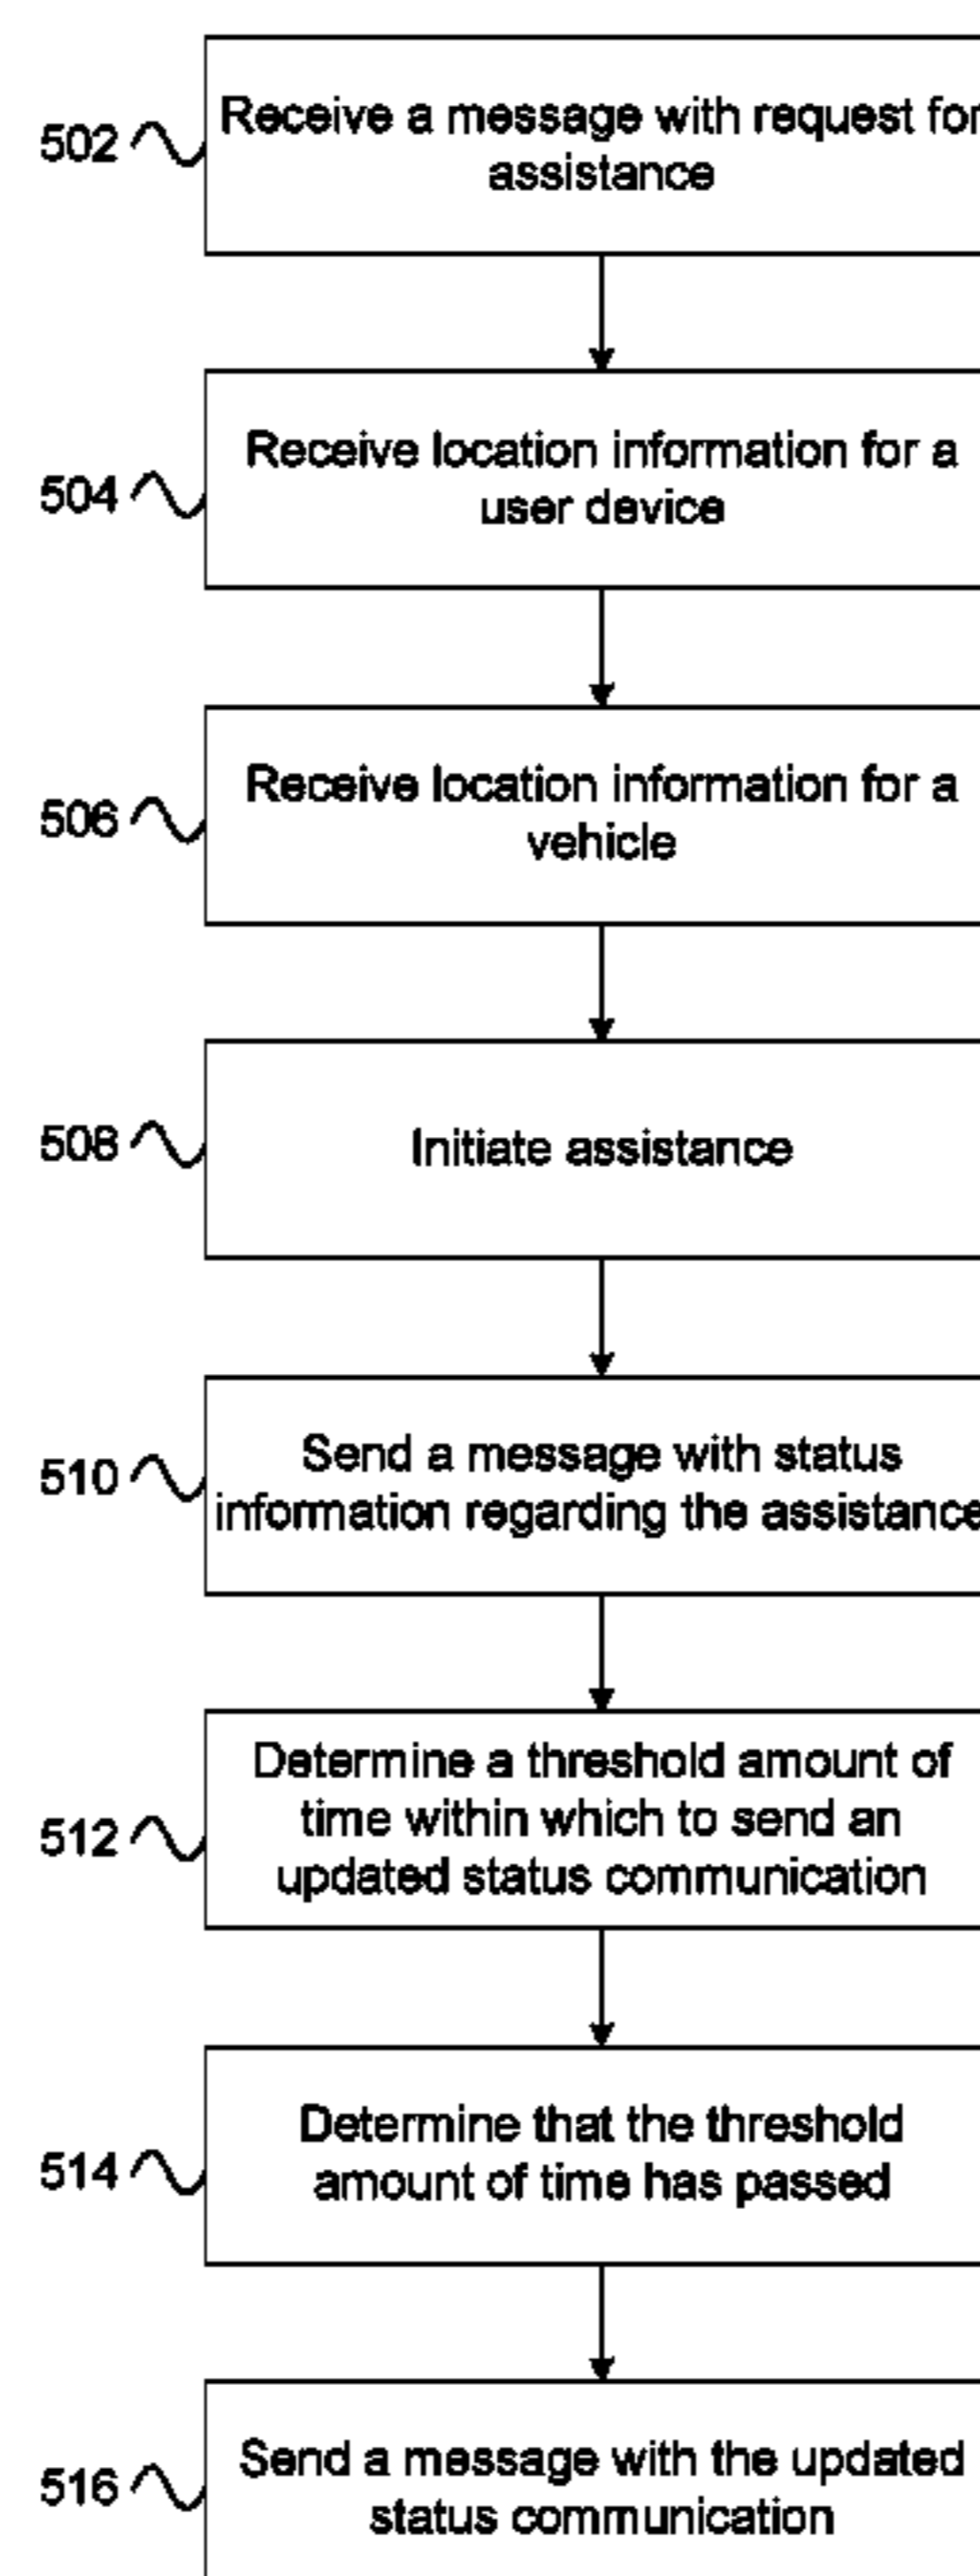 502
Receive a message with request for
assistance
504
Receive location information for a
user device
506
Receive location information for a
vehicle
508
Initiate assistance
510
Send a message with status
information regarding the assistance
512
Determine a threshold amount of
time within which to send an
updated status communication
514
Determine that the threshold
amount of time has passed
516
Send a message with the updated
status communication